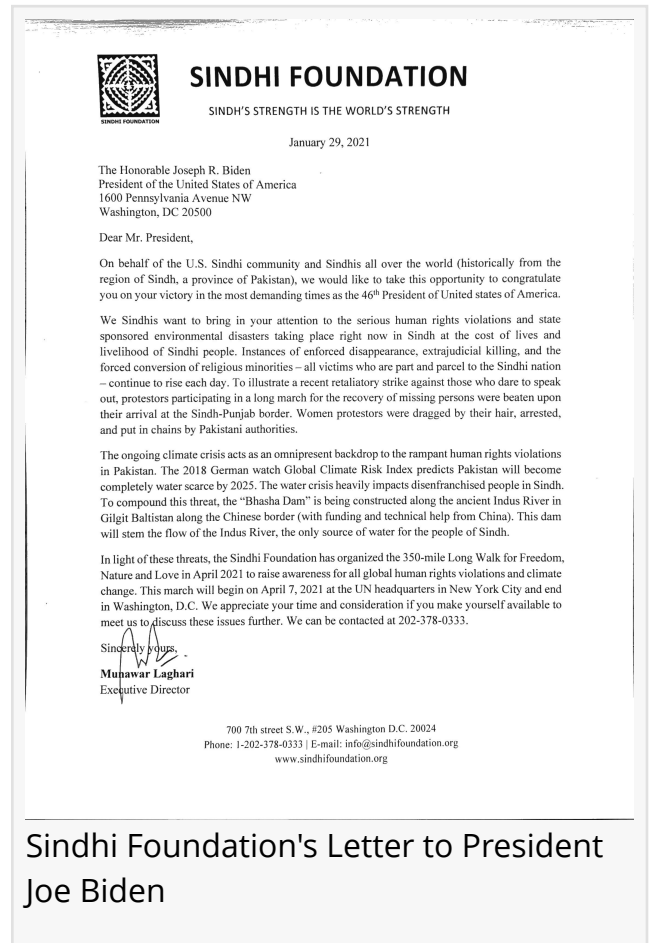 SINDHI FOUNDATION
SINDHI FOUNDATION
SINDH'S STRENGTH IS THE WORLD'S STRENGTH
January 29, 2021
The Honorable Joseph R. Biden
President of the United States of America
1600 Pennsylvania Avenue NW
Washington, DC 20500
Dear Mr. President,
On behalf of the U.S. Sindhi community and Sindhis all over the world (historically from the
region of Sindh, a province of Pakistan), we would like to take this opportunity to congratulate
you on your victory in the most demanding times as the 46th President of United states of America.
We Sindhis want to bring in your attention to the serious human rights violations and state
sponsored environmental disasters taking place right now in Sindh at the cost of lives and
livelihood of Sindhi people. Instances of enforced disappearance, extrajudicial killing, and the
forced conversion of religious minorities – all victims who are part and parcel to the Sindhi nation
– continue to rise each day. To illustrate a recent retaliatory strike against those who dare to speak
out, protestors participating in a long march for the recovery of missing persons were beaten upon
their arrival at the Sindh-Punjab border. Women protestors were dragged by their hair, arrested,
and put in chains by Pakistani authorities.
The ongoing climate crisis acts as an omnipresent backdrop to the rampant human rights violations
in Pakistan. The 2018 German watch Global Climate Risk Index predicts Pakistan will become
completely water scarce by 2025. The water crisis heavily impacts disenfranchised people in Sindh.
To compound this threat, the "Bhasha Dam" is being constructed along the ancient Indus River in
Gilgit Baltistan along the Chinese border (with funding and technical help from China). This dam
will stem the flow of the Indus River, the only source of water for the people of Sindh.
In light of these threats, the Sindhi Foundation has organized the 350-mile Long Walk for Freedom,
Nature and Love in April 2021 to raise awareness for all global human rights violations and climate
change. This march will begin on April 7, 2021 at the UN headquarters in New York City and end
in Washington, D.C. We appreciate your time and consideration if you make yourself available to
meet us to discuss these issues further. We can be contacted at 202-378-0333.
Sincerely yours,
Munawar Laghari
Executive Director
700 7th street S.W., #205 Washington D.C. 20024
Phone: 1-202-378-0333 | E-mail: info@sindhifoundation.org
www.sindhifoundation.org
Sindhi Foundation's Letter to President
Joe Biden